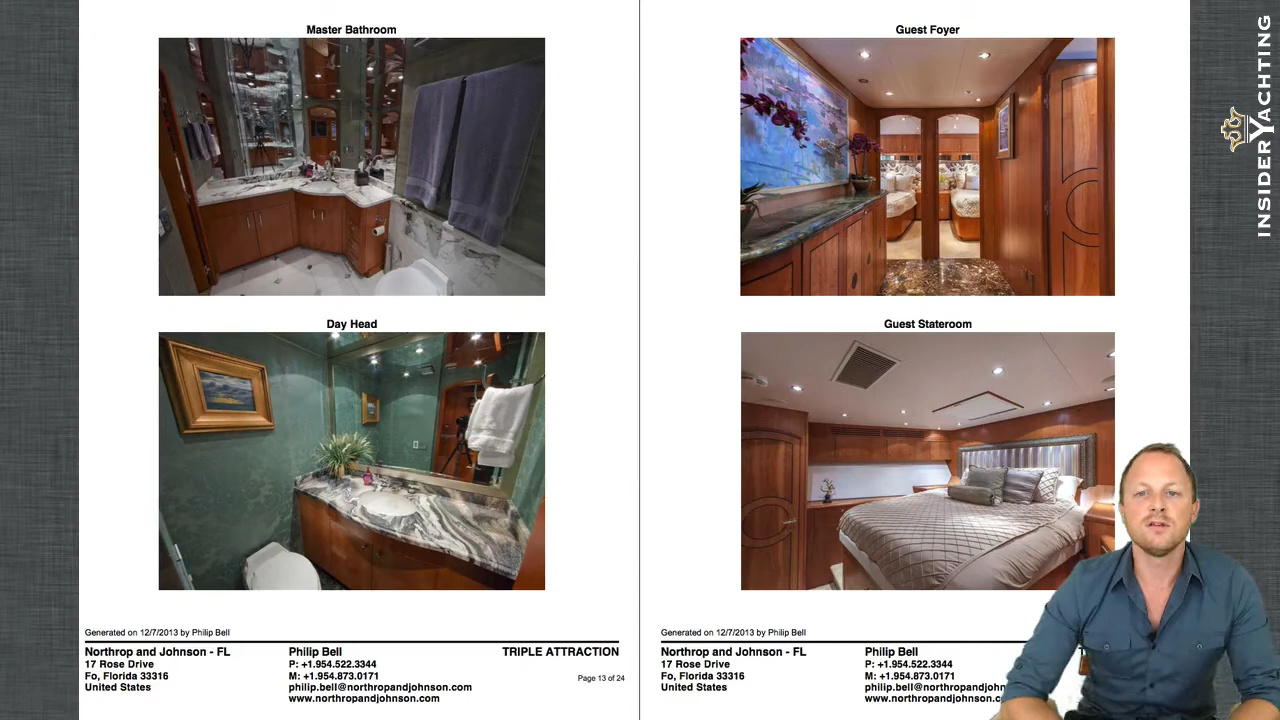 Master Bathroom
Day Head
Generated on 12/7/2013 by Philip Bell
Northrop and Johnson - FL
17 Rose Drive
Fo, Florida 33316
United States
Philip Bell
P: +1.954.522.3344
M: +1.954.873.0171
philip.bell@northropandjohnson.com
www.northropandjohnson.com
TRIPLE ATTRACTION
Page 13 of 24
Guest Foyer
Guest Stateroom
Generated on 12/7/2013 by Philip Bell
Northrop and Johnson - FL
17 Rose Drive
Fo, Florida 33316
United States
Philip Bell
P: +1.954.522.3344
M: +1.954.873.0171
INSIDER YACHTING